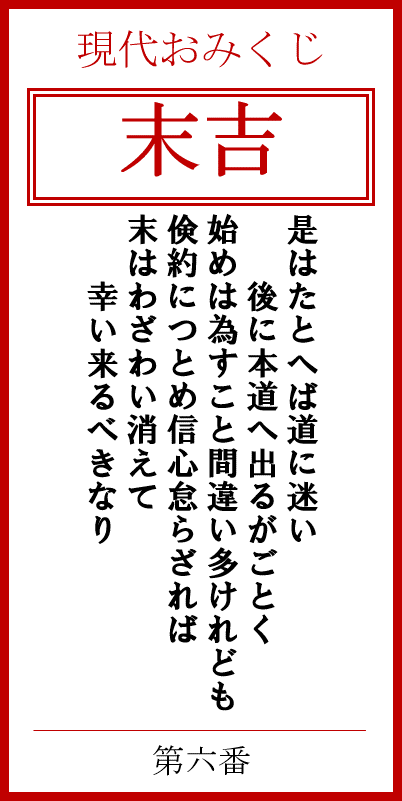 現代おみくじ
末吉
是はたとへば道に迷い
後に本道へ出るがごとく
始めは為すこと間違い多けれども
倹約につとめ信心怠らざれば
末はわざわい消えて
幸い来るべきなり
第六番